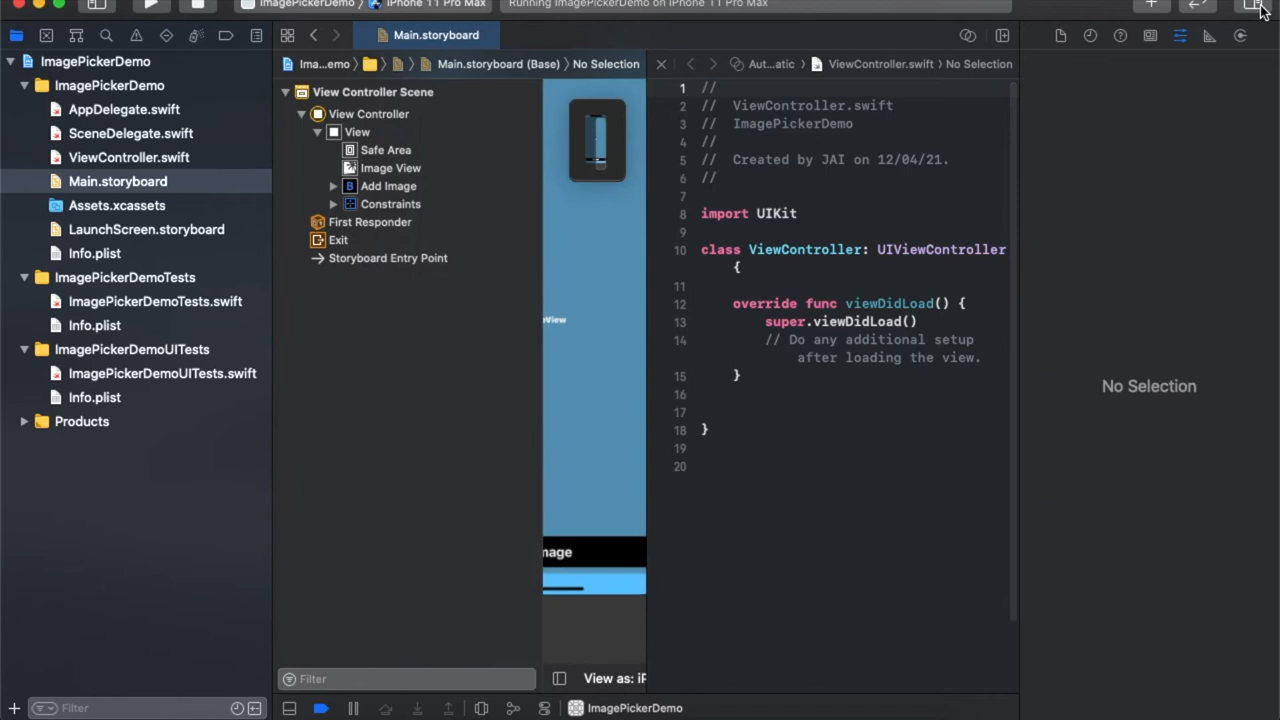 ImagePickerDemo
iPhone 11 Pro Max
Running ImagePickerDemo on iPhone 11 Pro Max
Main.storyboard
ImagePickerDemo
ImagePickerDemo
AppDelegate.swift
SceneDelegate.swift
ViewController.swift
Main.storyboard
Assets.xcassets
LaunchScreen.storyboard
Info.plist
ImagePickerDemoTests
ImagePickerDemoTests.swift
Info.plist
ImagePickerDemoUITests
ImagePickerDemoUITests.swift
Info.plist
Products
Filter
Ima...emo
Main.storyboard (Base)
No Selection
View Controller Scene
View Controller
View
Safe Area
Image View
B Add Image
Constraints
First Responder
Exit
Storyboard Entry Point
Filter
eView
mage
View as: iP
Aut...atic
ViewController.swift
No Selection
1 //
2 // ViewController.swift
3 // ImagePickerDemo
4 //
5 // Created by JAI on 12/04/21.
6 //
7
8 import UIKit
9
10 class ViewController: UIViewController
{
11
12 override func viewDidLoad() {
13 super.viewDidLoad()
14 // Do any additional setup
after loading the view.
15 }
16
17
18 }
19
20
No Selection
ImagePickerDemo